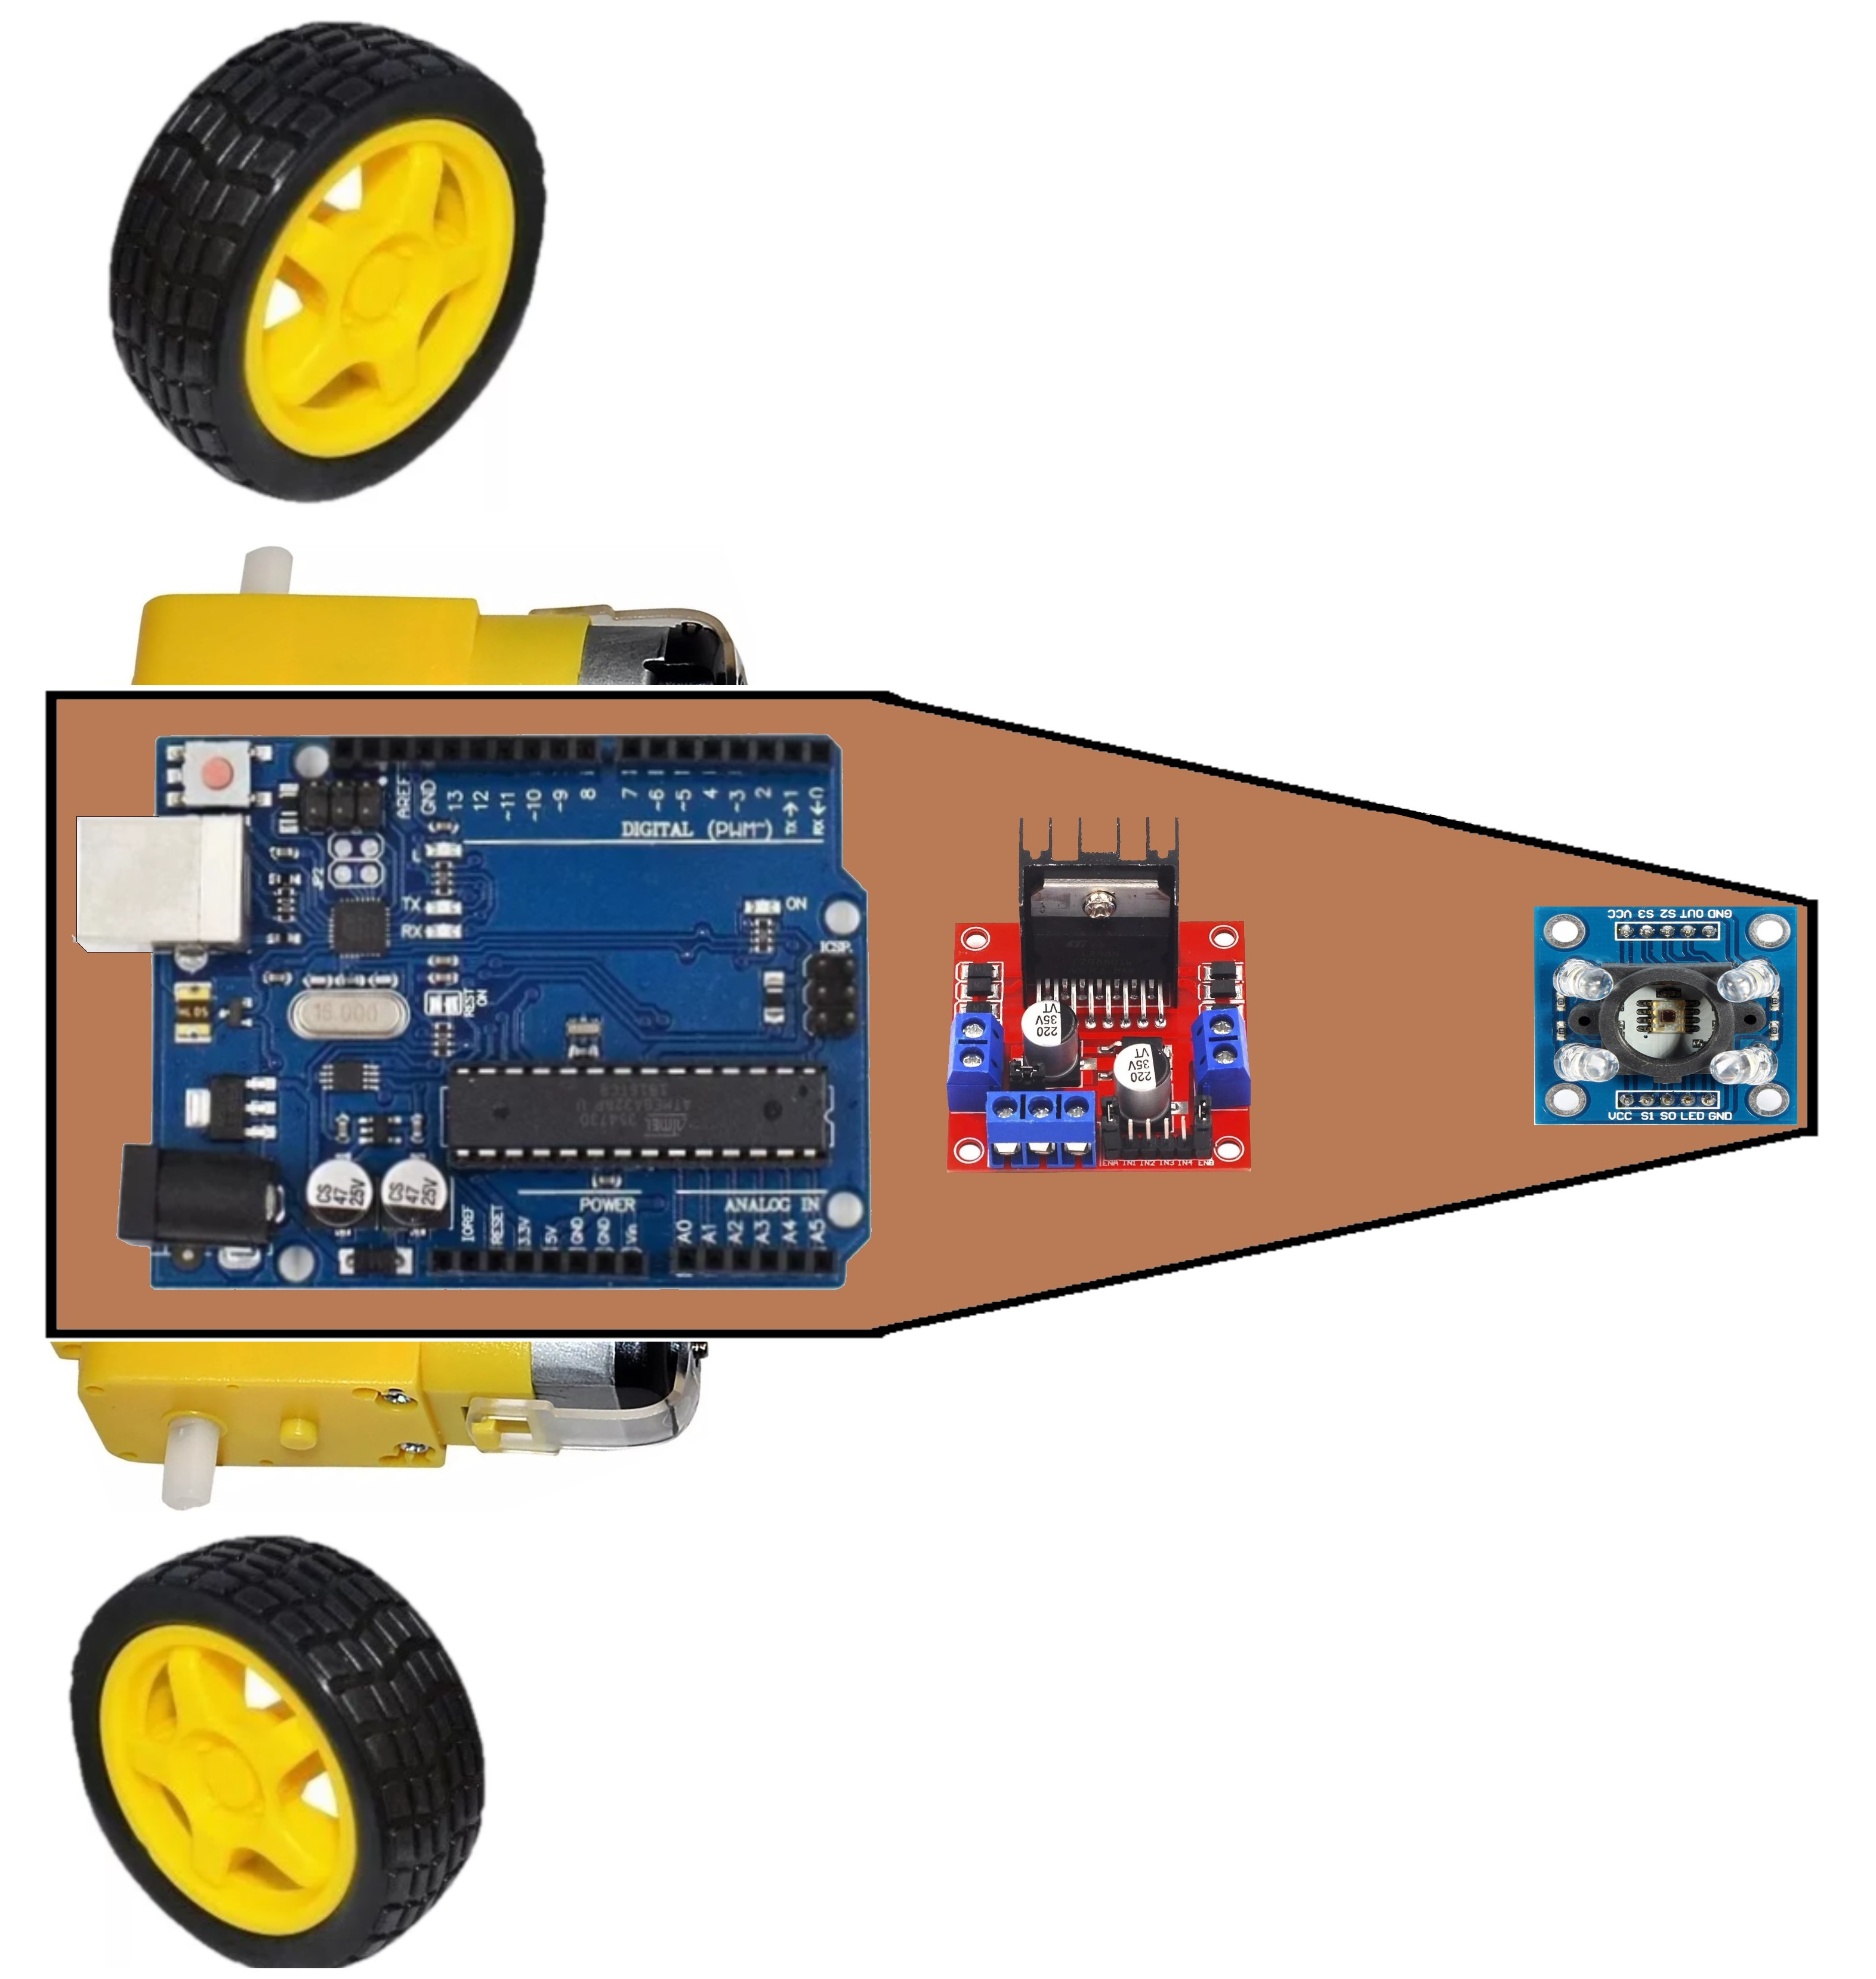 AREF
GND
13
12
~11
~10
~9
8
7
~6
~5
4
~3
2
TX→1
RX←0
DIGITAL (PWM~)
JP2
L
TX
RX
ON
ICSP
16.000
ATMEL
CS
47
25V
CS
47
25V
POWER
ANALOG IN
IOREF
RESET
3.3V
5V
GND
GND
Vin
A0
A1
A2
A3
A4
A5
220
35V
VT
220
35V
VT
ENA IN1 IN2 IN3 IN4 ENB
GND OUT S2 S3 VCC
VCC S1 S0 LED GND